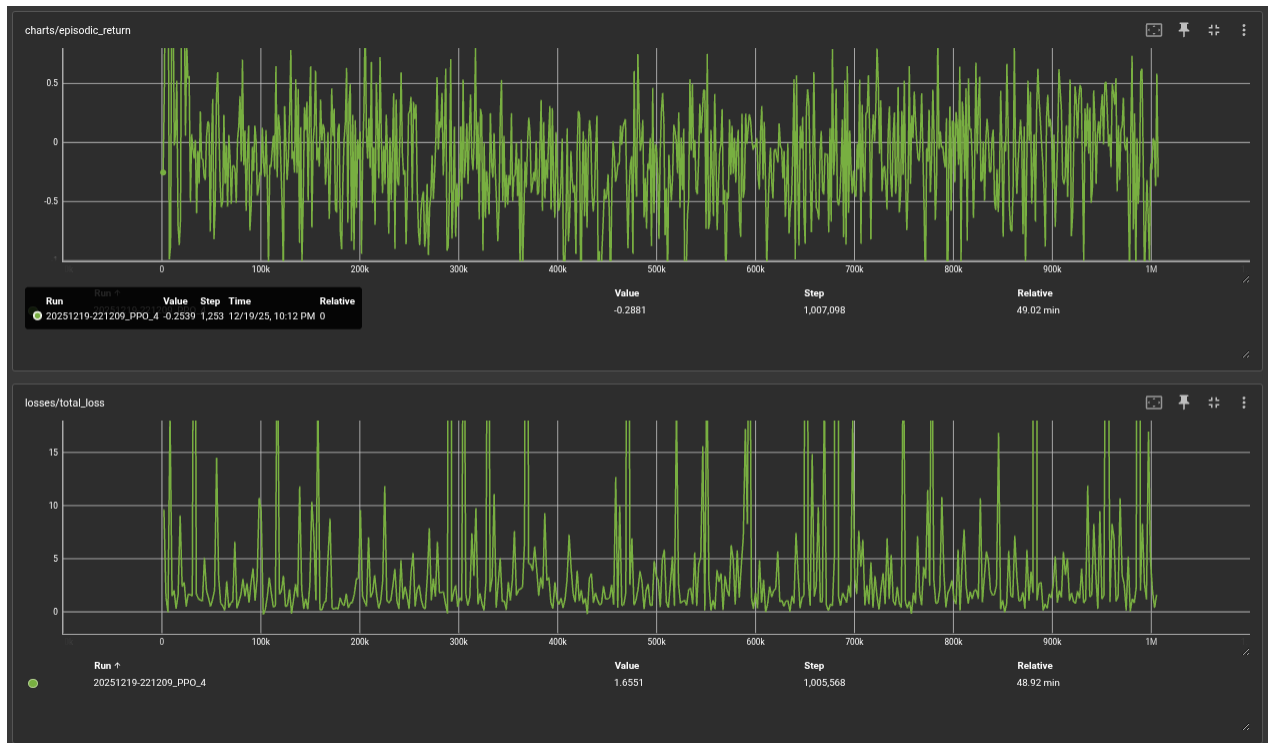 charts/episodic_return
0.5
0
-0.5
0 100k 200k 300k 400k 500k 600k 700k 800k 900k 1M
Run ↑ Value Step Relative
-0.2881 1,007,098 49.02 min
Run Value Step Time Relative
20251219-221209_PPO_4 -0.2539 1,253 12/19/25, 10:12 PM 0
losses/total_loss
15
10
5
0
0 100k 200k 300k 400k 500k 600k 700k 800k 900k 1M
Run ↑ Value Step Relative
20251219-221209_PPO_4 1.6551 1,005,568 48.92 min